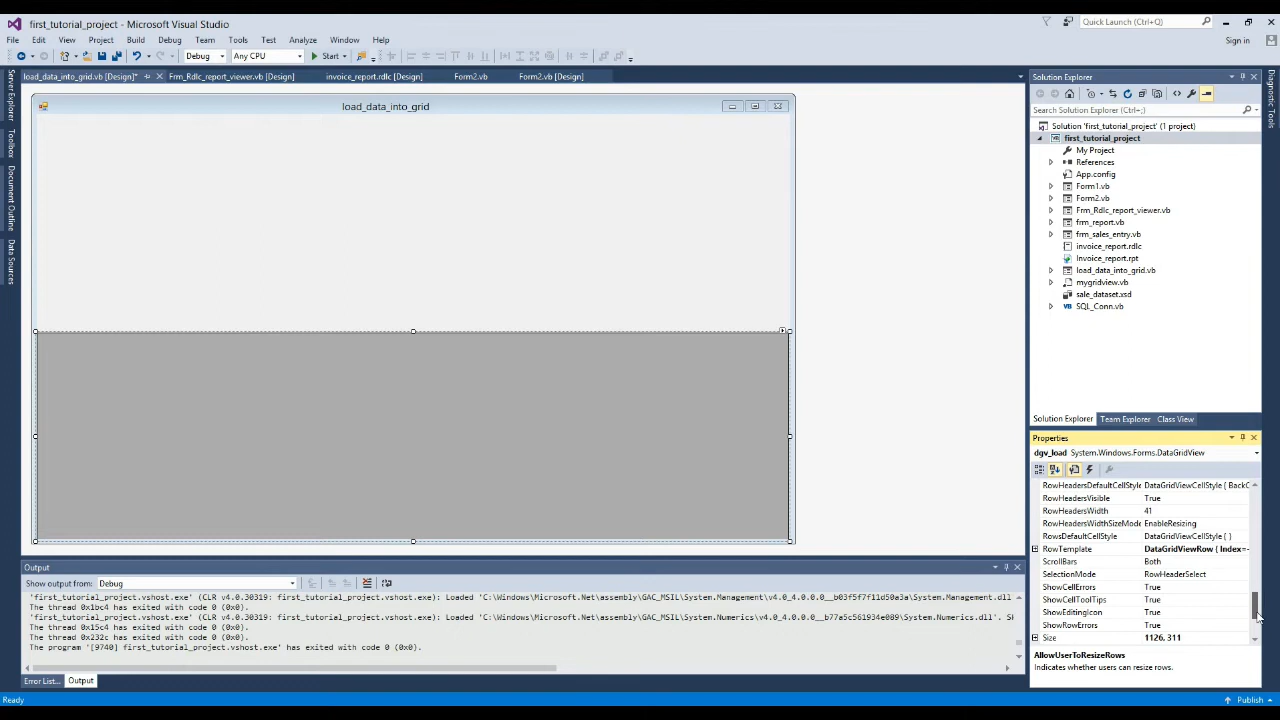 first_tutorial_project - Microsoft Visual Studio
Quick Launch (Ctrl+Q)
File Edit View Project Build Debug Team Tools Test Analyze Window Help
Sign in
Debug Any CPU Start
load_data_into_grid.vb [Design]* Frm_Rdlc_report_viewer.vb [Design] invoice_report.rdlc [Design] Form2.vb Form2.vb [Design]
Server Explorer
Toolbox
Document Outline
Data Sources
load_data_into_grid
Solution Explorer
Search Solution Explorer (Ctrl+;)
Solution 'first_tutorial_project' (1 project)
first_tutorial_project
My Project
References
App.config
Form1.vb
Form2.vb
Frm_Rdlc_report_viewer.vb
frm_report.vb
frm_sales_entry.vb
invoice_report.rdlc
Invoice_report.rpt
load_data_into_grid.vb
mygridview.vb
sale_dataset.xsd
SQL_Conn.vb
Diagnostic Tools
Solution Explorer Team Explorer Class View
Properties
dgv_load System.Windows.Forms.DataGridView
RowHeadersDefaultCellStyle DataGridViewCellStyle { BackC
RowHeadersVisible True
RowHeadersWidth 41
RowHeadersWidthSizeMode EnableResizing
RowsDefaultCellStyle DataGridViewCellStyle { }
RowTemplate DataGridViewRow { Index=-
ScrollBars Both
SelectionMode RowHeaderSelect
ShowCellErrors True
ShowCellToolTips True
ShowEditingIcon True
ShowRowErrors True
Size 1126, 311
AllowUserToResizeRows
Indicates whether users can resize rows.
Output
Show output from: Debug
'first_tutorial_project.vshost.exe' (CLR v4.0.30319: first_tutorial_project.vshost.exe): Loaded 'C:\Windows\Microsoft.Net\assembly\GAC_MSIL\System.Management\v4.0_4.0.0.0__b03f5f7f11d50a3a\System.Management.dll
The thread 0x1bc4 has exited with code 0 (0x0).
'first_tutorial_project.vshost.exe' (CLR v4.0.30319: first_tutorial_project.vshost.exe): Loaded 'C:\Windows\Microsoft.Net\assembly\GAC_MSIL\System.Numerics\v4.0_4.0.0.0__b77a5c561934e089\System.Numerics.dll'. S
The thread 0x15c4 has exited with code 0 (0x0).
The thread 0x232c has exited with code 0 (0x0).
The program '[9740] first_tutorial_project.vshost.exe' has exited with code 0 (0x0).
Error List... Output
Ready
Publish